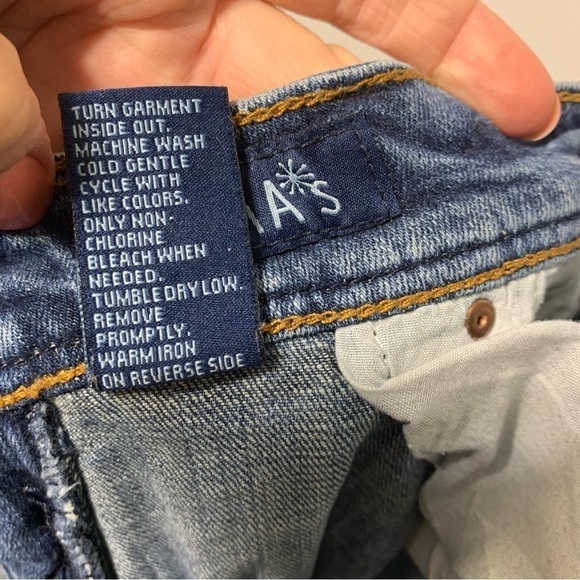 TURN GARMENT
INSIDE OUT.
MACHINE WASH
COLD GENTLE
CYCLE WITH
LIKE COLORS.
ONLY NON-
CHLORINE
BLEACH WHEN
NEEDED.
TUMBLE DRY LOW.
REMOVE
PROMPTLY.
WARM IRON
ON REVERSE SIDE